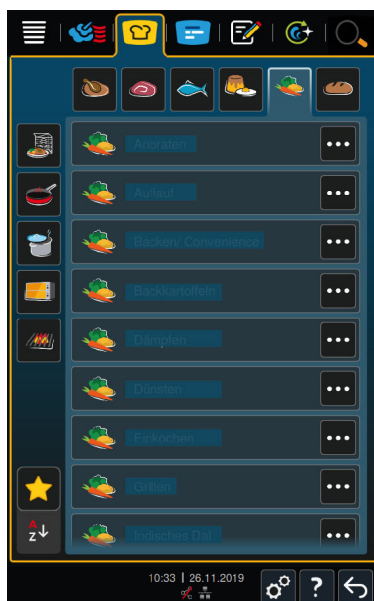 Anbraten
Auflauf
Backen/ Convenience
Backkartoffeln
Dämpfen
Dünsten
Einkochen
Grillen
Indisches Dal
A
Z
10:33 | 26.11.2019
?